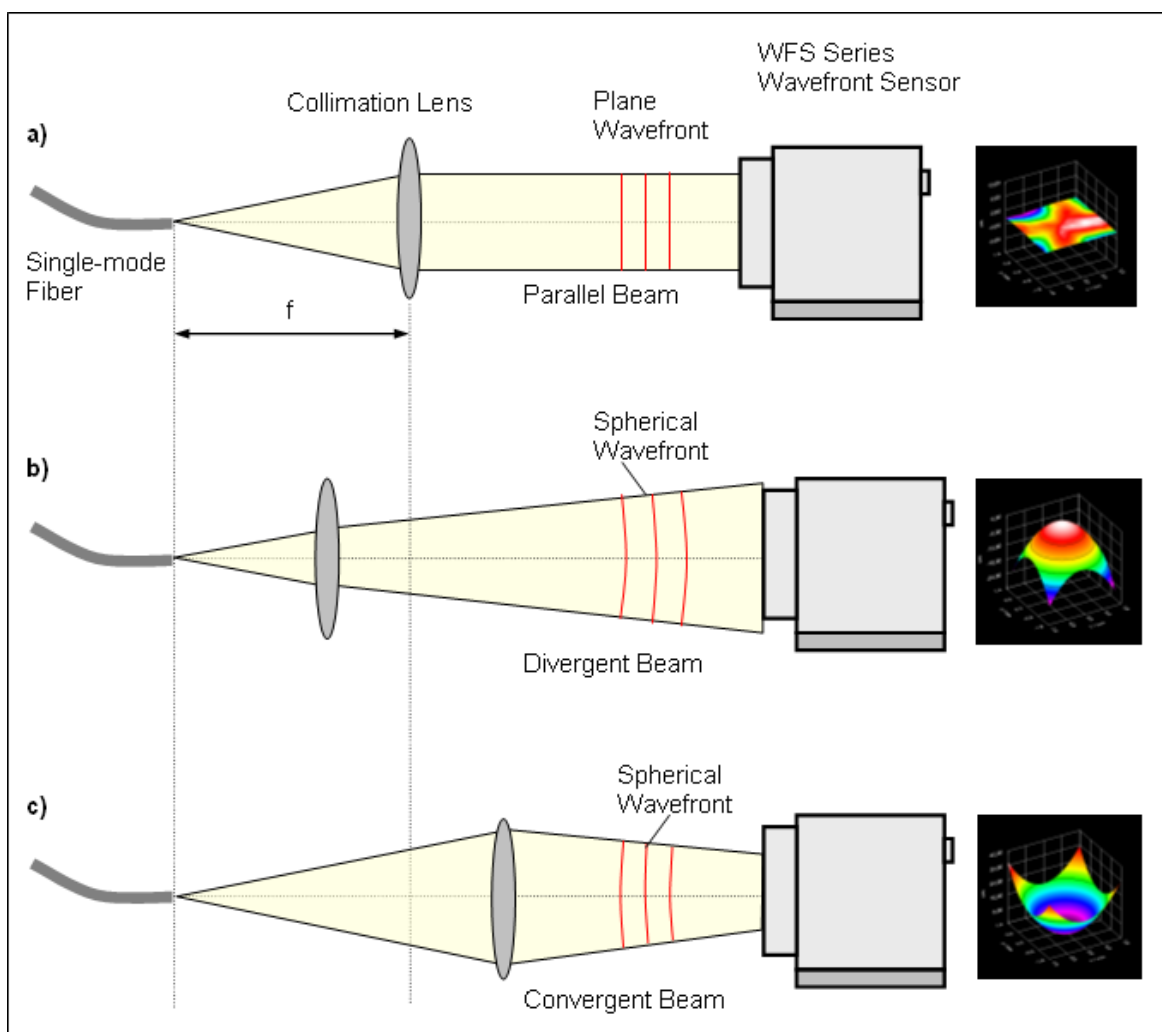 WFS Series
Wavefront Sensor
Collimation Lens
Plane
Wavefront
a)
Single-mode
Fiber
Parallel Beam
f
Spherical
Wavefront
b)
Divergent Beam
Spherical
Wavefront
c)
Convergent Beam